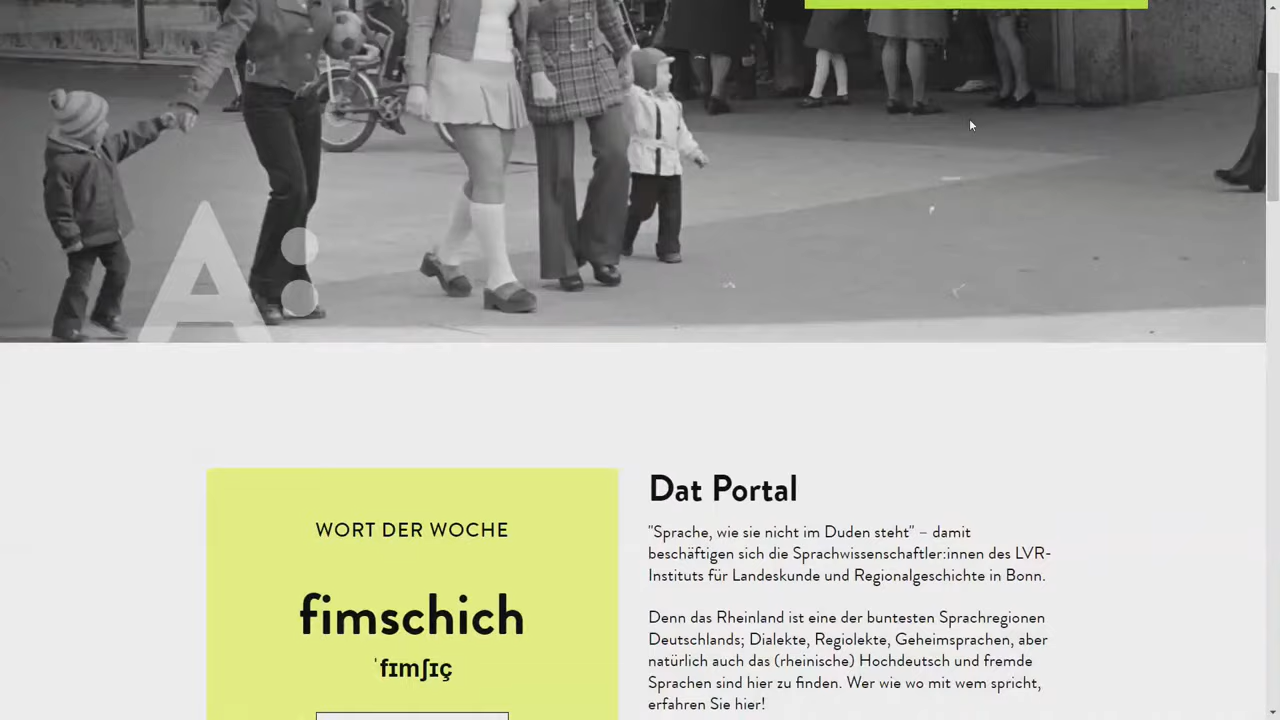 A:
WORT DER WOCHE
fimschich
ˈfɪmʃɪç
Dat Portal
"Sprache, wie sie nicht im Duden steht" – damit
beschäftigen sich die Sprachwissenschaftler:innen des LVR-
Instituts für Landeskunde und Regionalgeschichte in Bonn.
Denn das Rheinland ist eine der buntesten Sprachregionen
Deutschlands; Dialekte, Regiolekte, Geheimsprachen, aber
natürlich auch das (rheinische) Hochdeutsch und fremde
Sprachen sind hier zu finden. Wer wie wo mit wem spricht,
erfahren Sie hier!